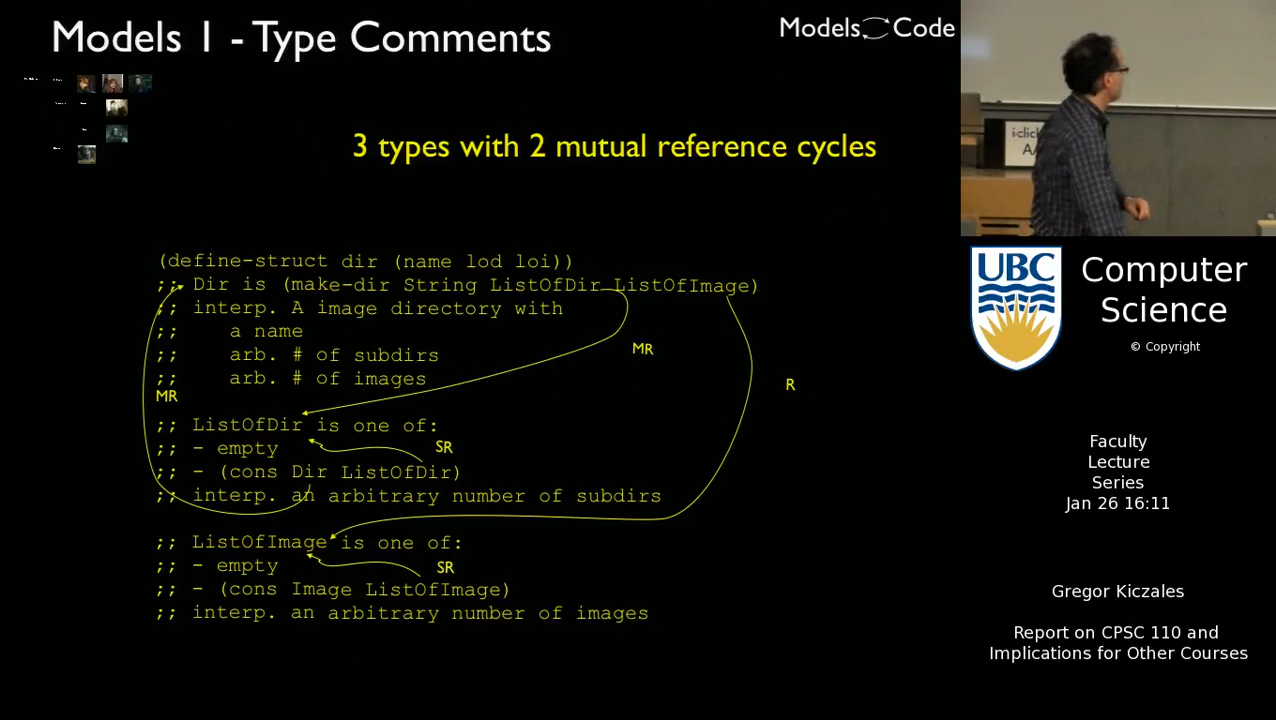 Models 1 - Type Comments
Models Code
3 types with 2 mutual reference cycles
(define-struct dir (name lod loi))
;; Dir is (make-dir String ListOfDir ListOfImage)
;; interp. A image directory with
;;    a name
;;    arb. # of subdirs
;;    arb. # of images
MR
R
MR
;; ListOfDir is one of:
;; - empty
SR
;; - (cons Dir ListOfDir)
;; interp. an arbitrary number of subdirs
;; ListOfImage is one of:
;; - empty
SR
;; - (cons Image ListOfImage)
;; interp. an arbitrary number of images
i-click
UBC
Computer
Science
© Copyright
Faculty
Lecture
Series
Jan 26 16:11
Gregor Kiczales
Report on CPSC 110 and
Implications for Other Courses